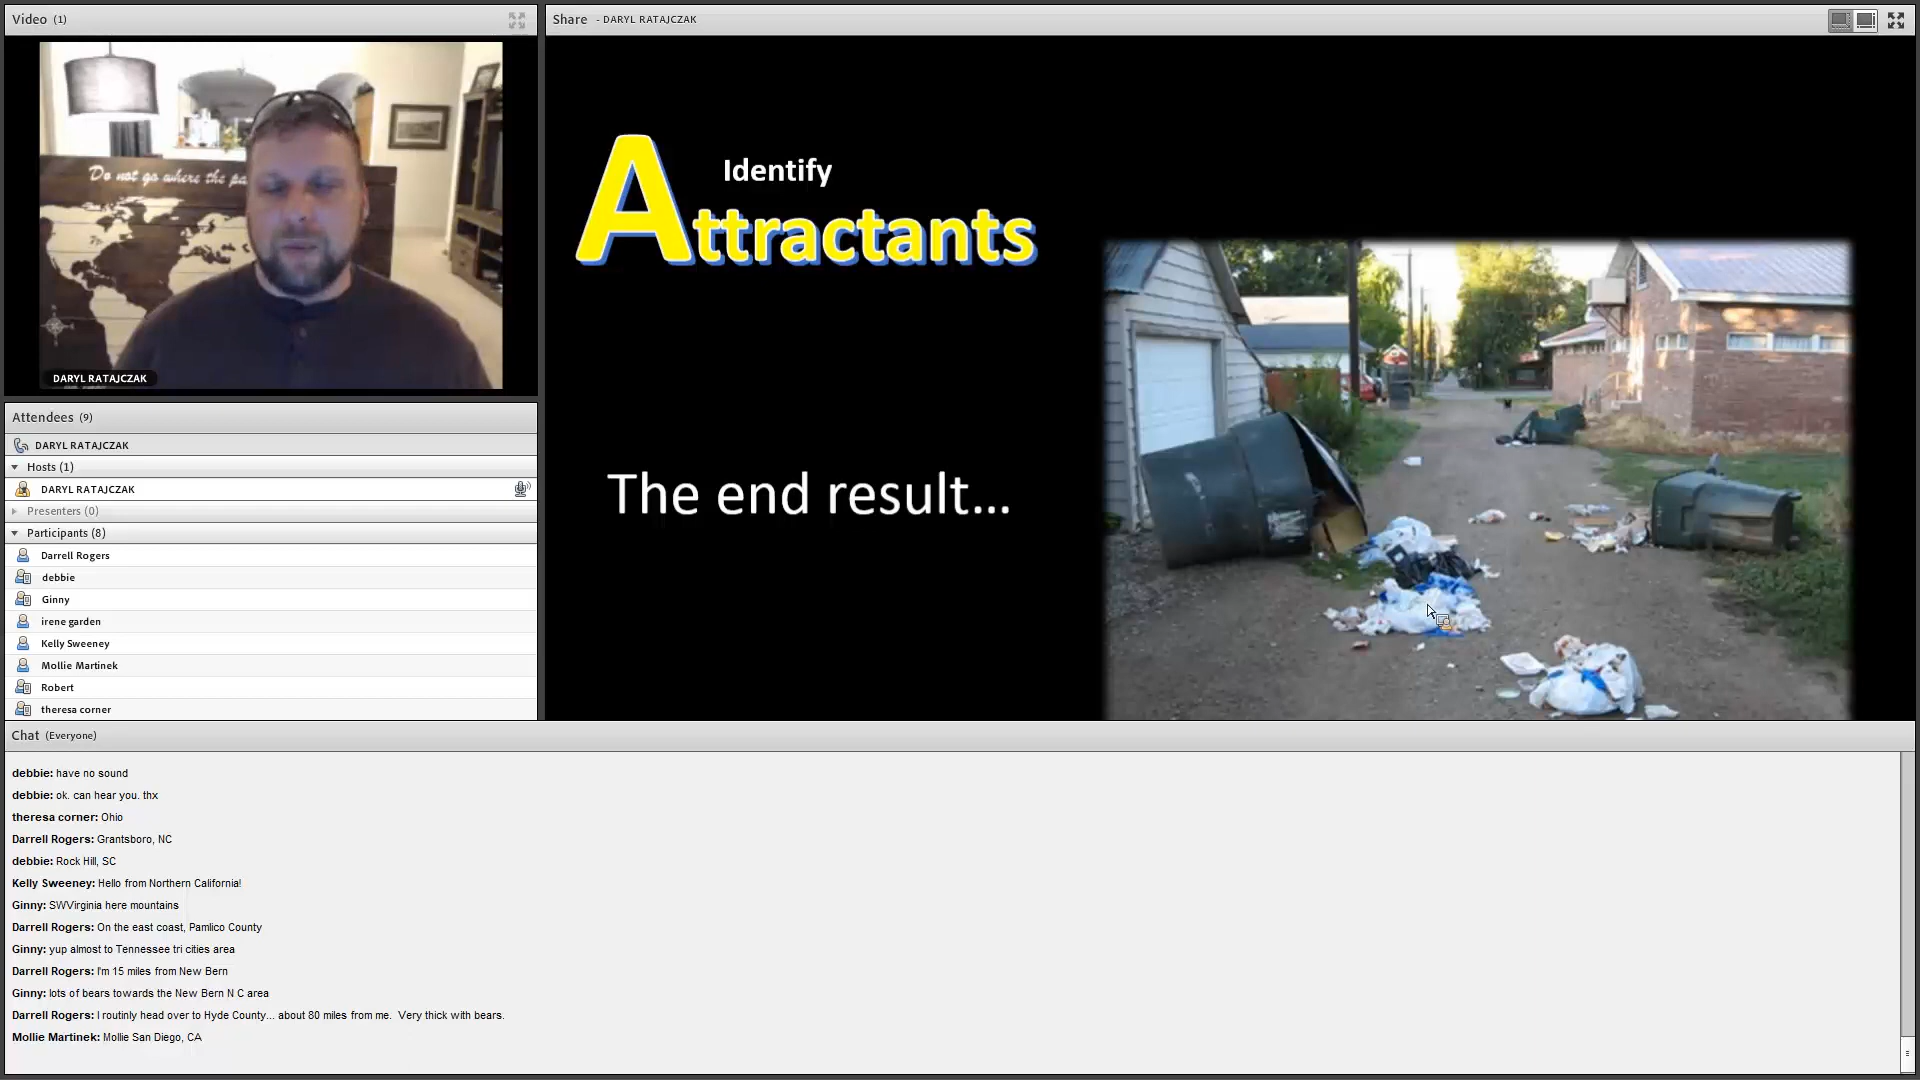 Video (1)
Do not go where the pa
DARYL RATAJCZAK
Attendees (9)
DARYL RATAJCZAK
Hosts (1)
DARYL RATAJCZAK
Presenters (0)
Participants (8)
Darrell Rogers
debbie
Ginny
irene garden
Kelly Sweeney
Mollie Martinek
Robert
theresa corner
Share - DARYL RATAJCZAK
Identify
Attractants
The end result...
Chat (Everyone)
debbie: have no sound
debbie: ok. can hear you. thx
theresa corner: Ohio
Darrell Rogers: Grantsboro, NC
debbie: Rock Hill, SC
Kelly Sweeney: Hello from Northern California!
Ginny: SWVirginia here mountains
Darrell Rogers: On the east coast, Pamlico County
Ginny: yup almost to Tennessee tri cities area
Darrell Rogers: I'm 15 miles from New Bern
Ginny: lots of bears towards the New Bern N C area
Darrell Rogers: I routinly head over to Hyde County... about 80 miles from me.  Very thick with bears.
Mollie Martinek: Mollie San Diego, CA